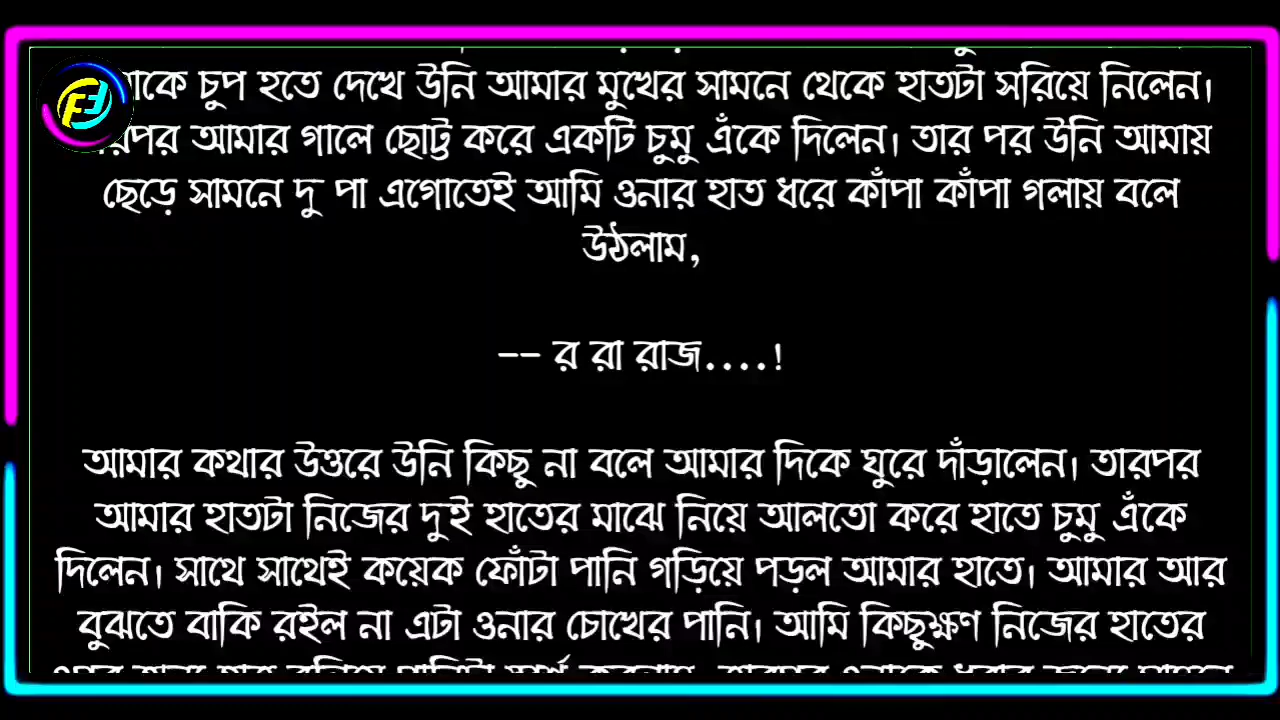 চুপ হতে দেখে উনি আমার মুখের সামনে থেকে হাতটা সরিয়ে নিলেন।
আমার গালে ছোট্ট করে একটি চুমু এঁকে দিলেন। তার পর উনি আমায়
ছেড়ে সামনে দু পা এগোতেই আমি ওনার হাত ধরে কাঁপা কাঁপা গলায় বলে
উঠলাম,
-- র রা রাজ....!
আমার কথার উত্তরে উনি কিছু না বলে আমার দিকে ঘুরে দাঁড়ালেন। তারপর
আমার হাতটা নিজের দুই হাতের মাঝে নিয়ে আলতো করে হাতে চুমু এঁকে
দিলেন। সাথে সাথেই কয়েক ফোঁটা পানি গড়িয়ে পড়ল আমার হাতে। আমার আর
বুঝতে বাকি রইল না এটা ওনার চোখের পানি। আমি কিছুক্ষণ নিজের হাতের